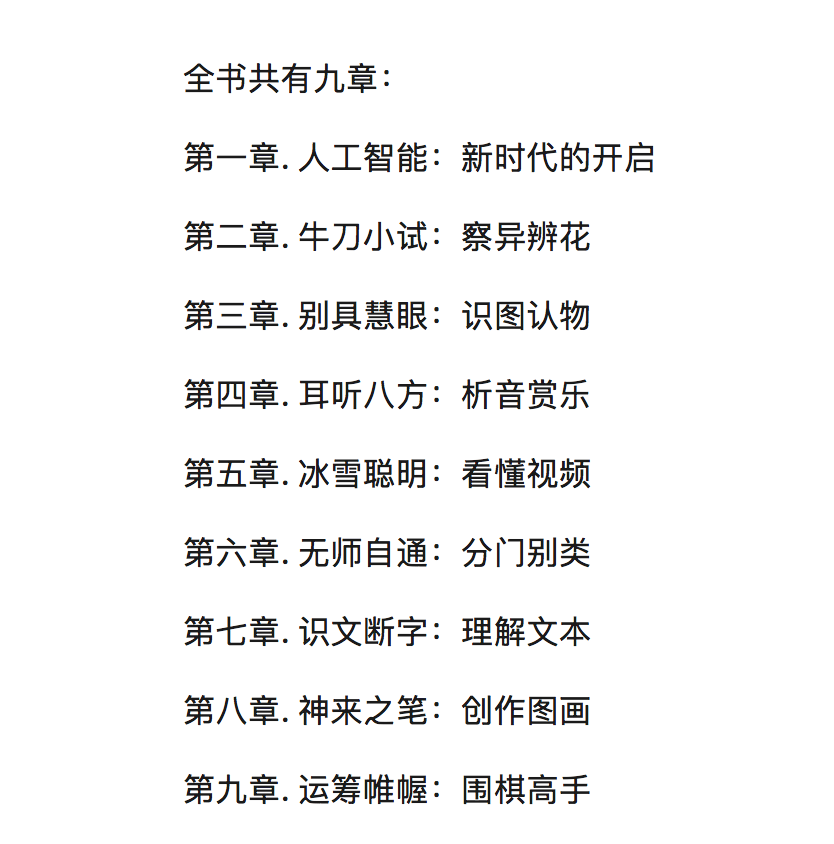 全书共有九章：
第一章. 人工智能：新时代的开启
第二章. 牛刀小试：察异辨花
第三章. 别具慧眼：识图认物
第四章. 耳听八方：析音赏乐
第五章. 冰雪聪明：看懂视频
第六章. 无师自通：分门别类
第七章. 识文断字：理解文本
第八章. 神来之笔：创作图画
第九章. 运筹帷幄：围棋高手